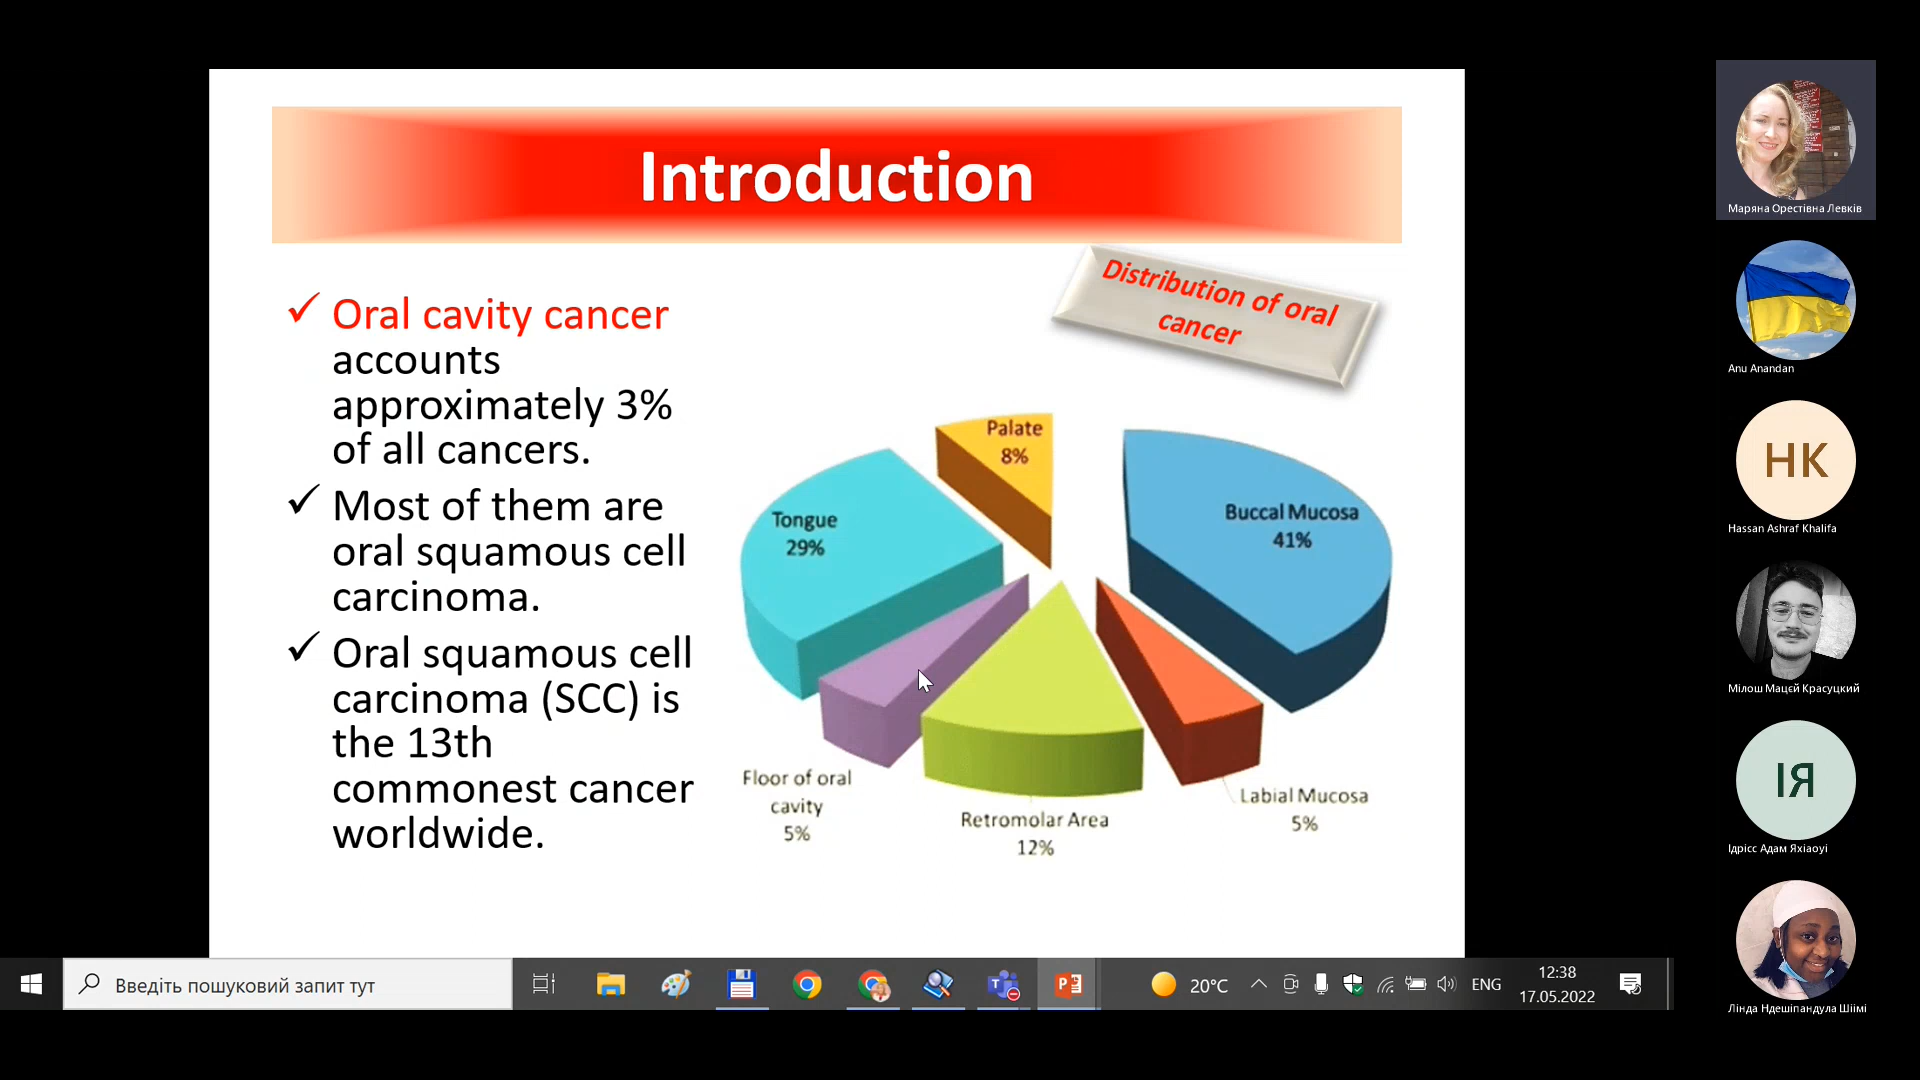 Introduction
Distribution of oral
cancer
✓ Oral cavity cancer
accounts
approximately 3%
of all cancers.
✓ Most of them are
oral squamous cell
carcinoma.
✓ Oral squamous cell
carcinoma (SCC) is
the 13th
commonest cancer
worldwide.
Palate
8%
Buccal Mucosa
41%
Tongue
29%
Floor of oral
cavity
5%
Retromolar Area
12%
Labial Mucosa
5%
Маряна Орестівна Левків
Anu Anandan
НК
Hassan Ashraf Khalifa
Мілош Мацєй Красуцкий
ІЯ
Ідрісс Адам Яхіаоуі
Лінда Ндешіпандула Шіімі
Введіть пошуковий запит тут
20°C
ENG
12:38
17.05.2022